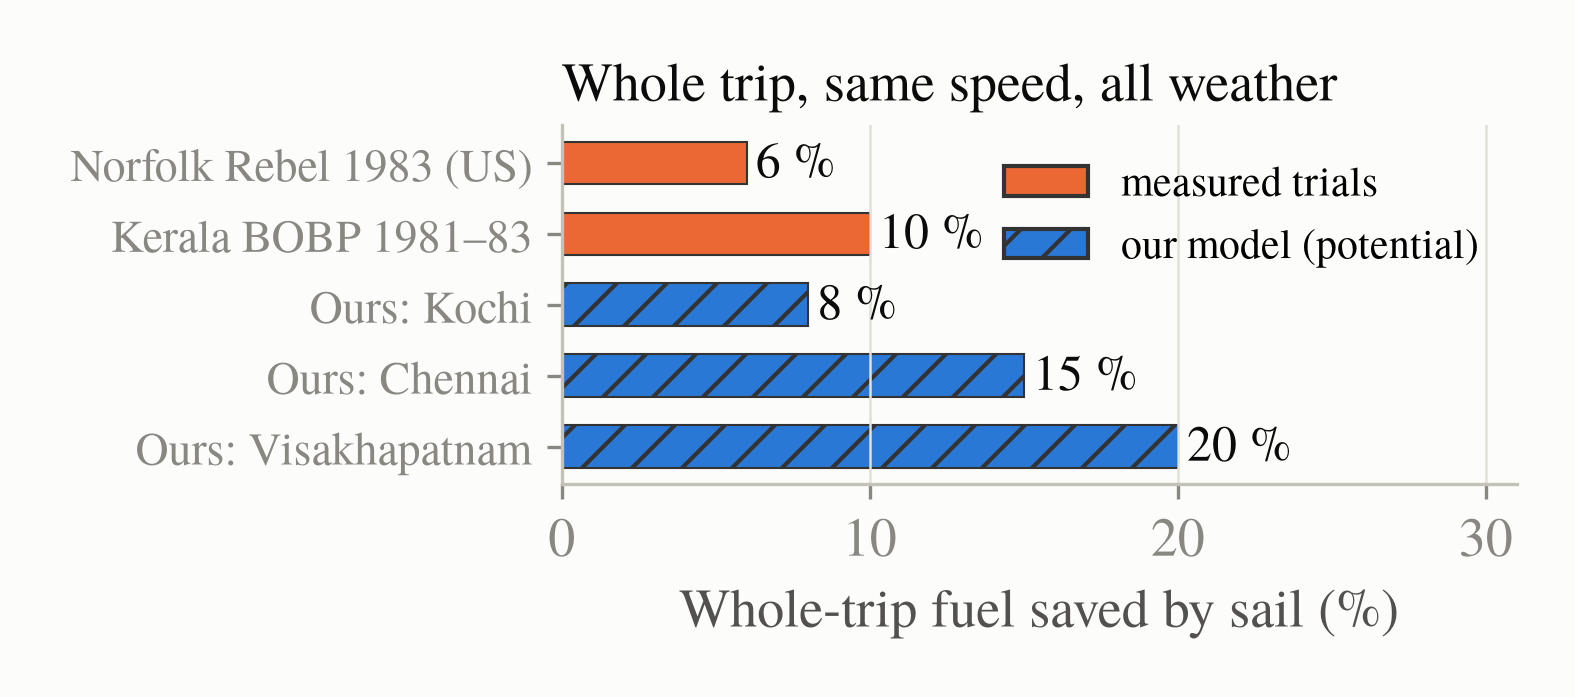 Whole trip, same speed, all weather
Norfolk Rebel 1983 (US)
6 %
measured trials
Kerala BOBP 1981–83
10 %
our model (potential)
Ours: Kochi
8 %
Ours: Chennai
15 %
Ours: Visakhapatnam
20 %
0 10 20 30
Whole-trip fuel saved by sail (%)